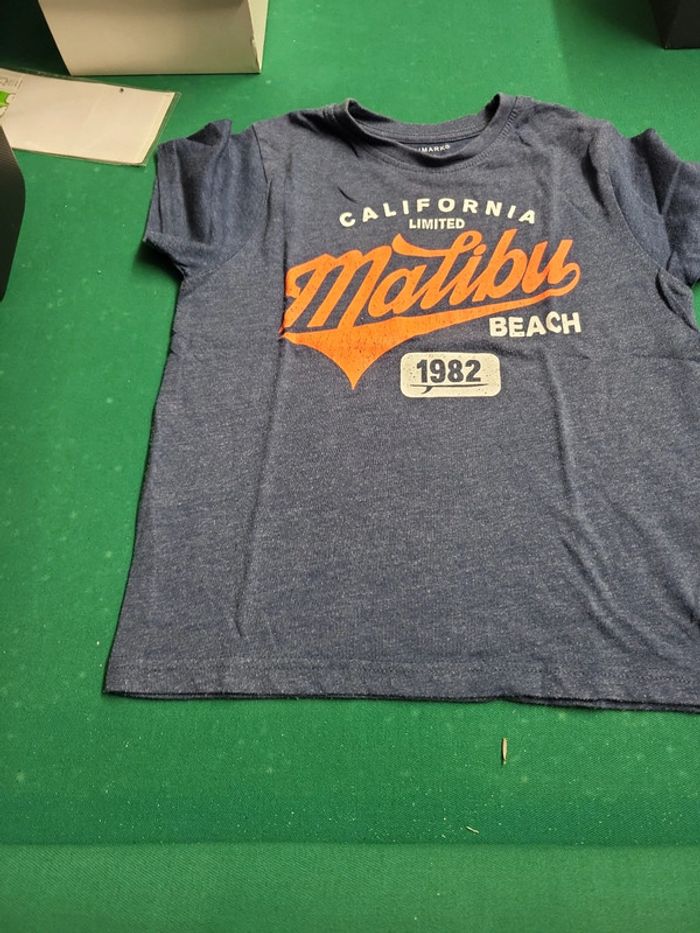 CALIFORNIA
LIMITED
Malibu
BEACH
1982